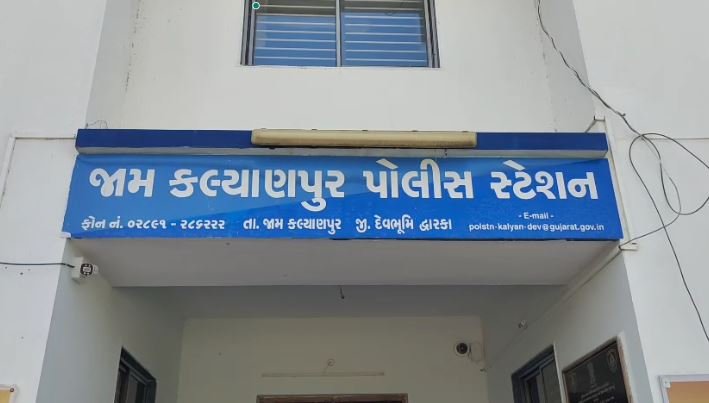 જામ કલ્યાણપુર પોલીસ સ્ટેશન
ફોન નં. ૦૨૮૯૧ - ૨૮૬૨૨૨ તા. જામ કલ્યાણપુર જી. દેવભૂમિ દ્વારકા
- E-mail -
polstn-kalyan-dev@gujarat.gov.in